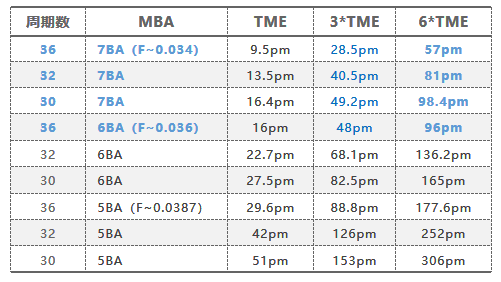 周期数 MBA TME 3*TME 6*TME
36 7BA（F~0.034） 9.5pm 28.5pm 57pm
32 7BA 13.5pm 40.5pm 81pm
30 7BA 16.4pm 49.2pm 98.4pm
36 6BA（F~0.036） 16pm 48pm 96pm
32 6BA 22.7pm 68.1pm 136.2pm
30 6BA 27.5pm 82.5pm 165pm
36 5BA（F~0.0387） 29.6pm 88.8pm 177.6pm
32 5BA 42pm 126pm 252pm
30 5BA 51pm 153pm 306pm